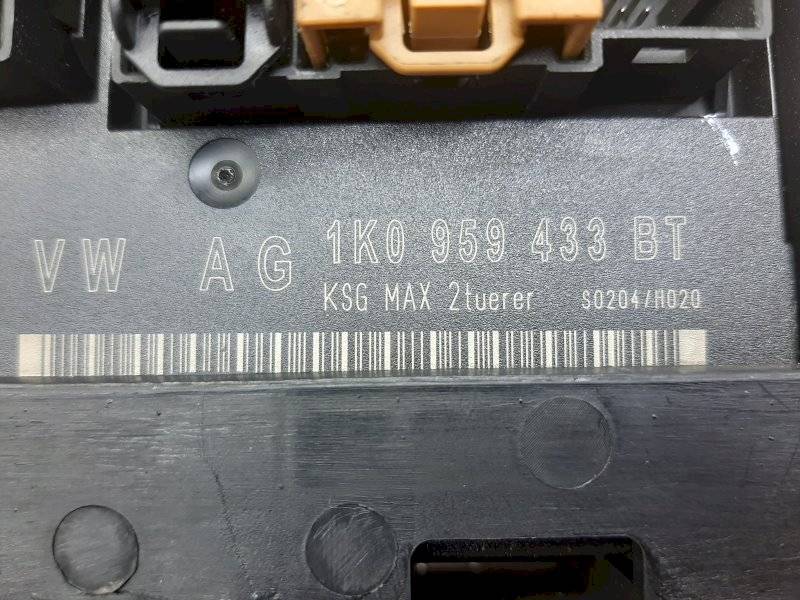 VW AG 1K0 959 433 BT
KSG MAX 2tuerer S0204/H020